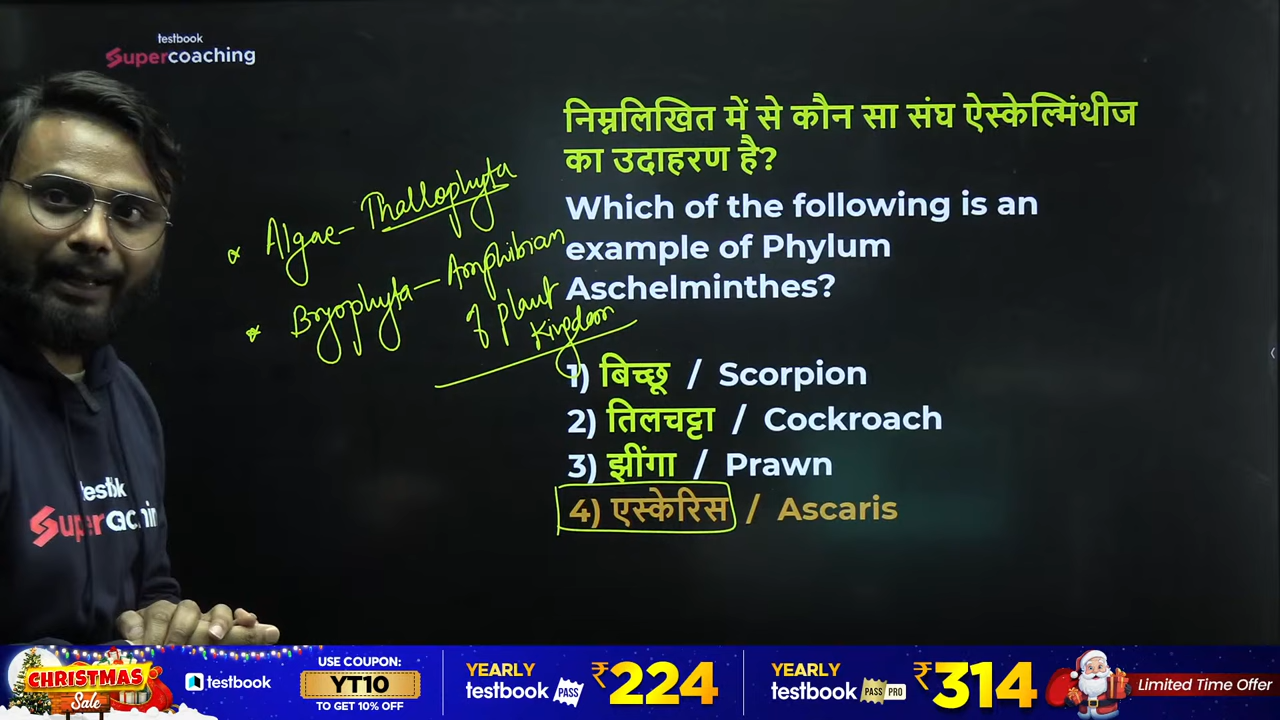 testbook
Supercoaching
निम्नलिखित में से कौन सा संघ ऐस्केल्मिंथीज
का उदाहरण है?
Which of the following is an
example of Phylum
Aschelminthes?
Algae - Thallophyta
Bryophyta - Amphibian
of plant
Kingdom
1) बिच्छू / Scorpion
2) तिलचट्टा / Cockroach
3) झींगा / Prawn
4) एस्केरिस / Ascaris
CHRISTMAS
Sale
testbook
USE COUPON:
YT10
TO GET 10% OFF
YEARLY
testbook PASS
₹224
YEARLY
testbook PASS PRO
₹314
Limited Time Offer